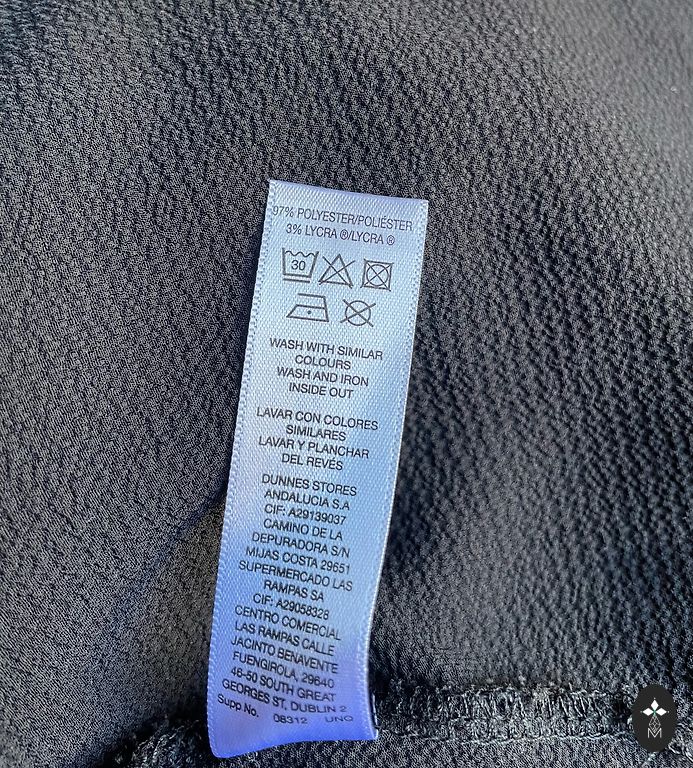 97% POLYESTER/POLIÉSTER
3% LYCRA ®/LYCRA ®
30
WASH WITH SIMILAR
COLOURS
WASH AND IRON
INSIDE OUT
LAVAR CON COLORES
SIMILARES
LAVAR Y PLANCHAR
DEL REVÉS
DUNNES STORES
ANDALUCIA S.A
CIF: A29139037
CAMINO DE LA
DEPURADORA S/N
MIJAS COSTA 29651
SUPERMERCADO LAS
RAMPAS SA
CIF: A29058328
CENTRO COMERCIAL
LAS RAMPAS CALLE
JACINTO BENAVENTE
FUENGIROLA, 29640
46-50 SOUTH GREAT
GEORGES ST, DUBLIN 2
Supp No. 08312 UNQ
M